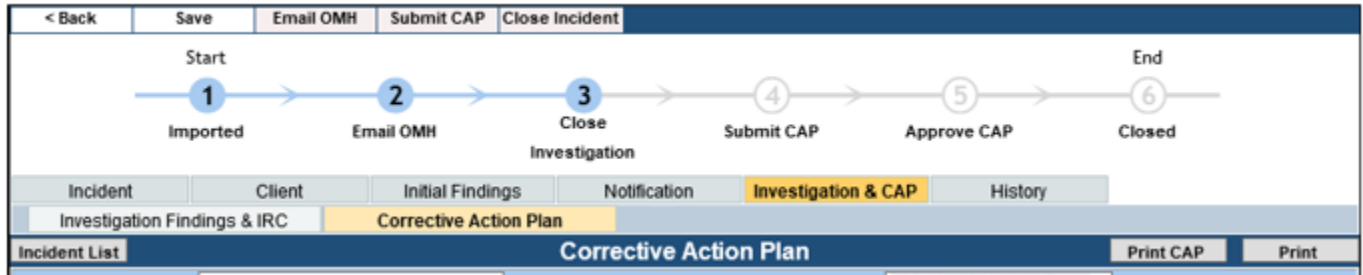 < Back Save Email OMH Submit CAP Close Incident
Start End
1 2 3 4 5 6
Imported Email OMH Close Investigation Submit CAP Approve CAP Closed
Incident Client Initial Findings Notification Investigation & CAP History
Investigation Findings & IRC Corrective Action Plan
Incident List Corrective Action Plan Print CAP Print